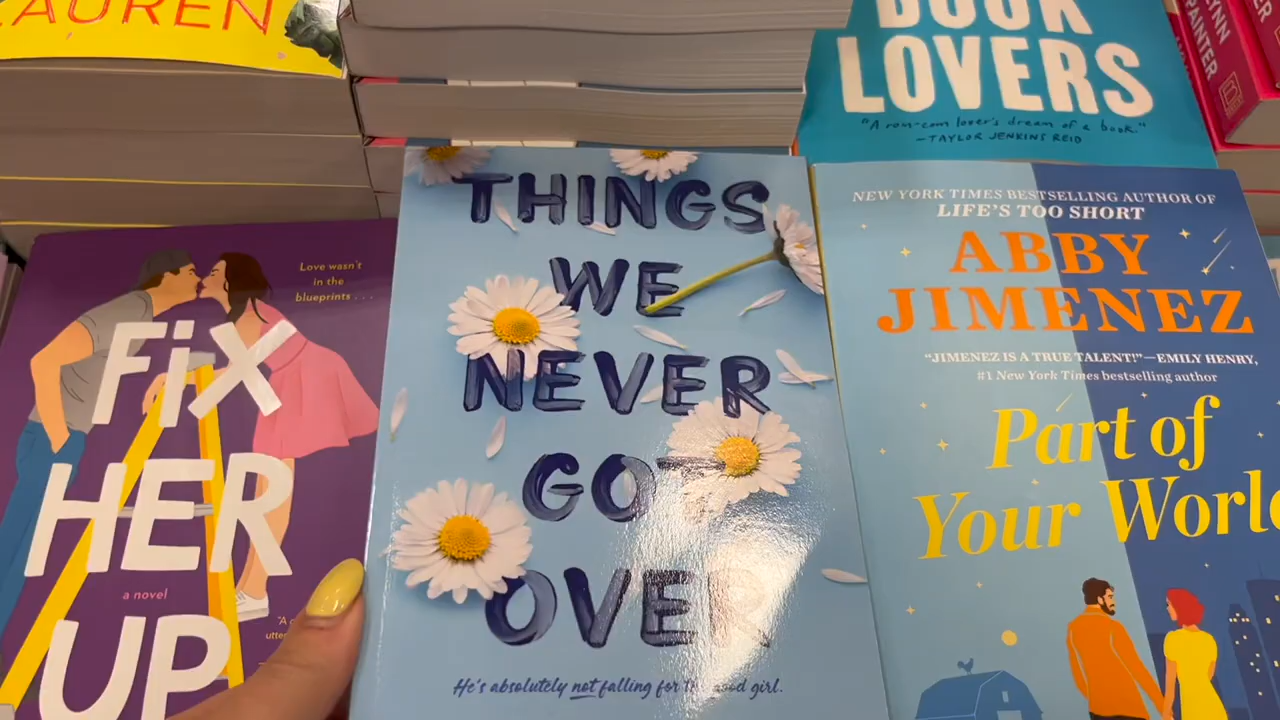 LAUREN
BOOK
LOVERS
"A rom-com lover's dream of a book."
—TAYLOR JENKINS REID
LYNN
PAINTER
Love wasn't
in the
blueprints . . .
FiX
HER
UP
a novel
"A
THINGS
WE
NEVER
GOT
OVER
He's absolutely not falling for the good girl.
NEW YORK TIMES BESTSELLING AUTHOR OF
LIFE'S TOO SHORT
ABBY
JIMENEZ
"JIMENEZ IS A TRUE TALENT!"—EMILY HENRY,
#1 New York Times bestselling author
Part of
Your World